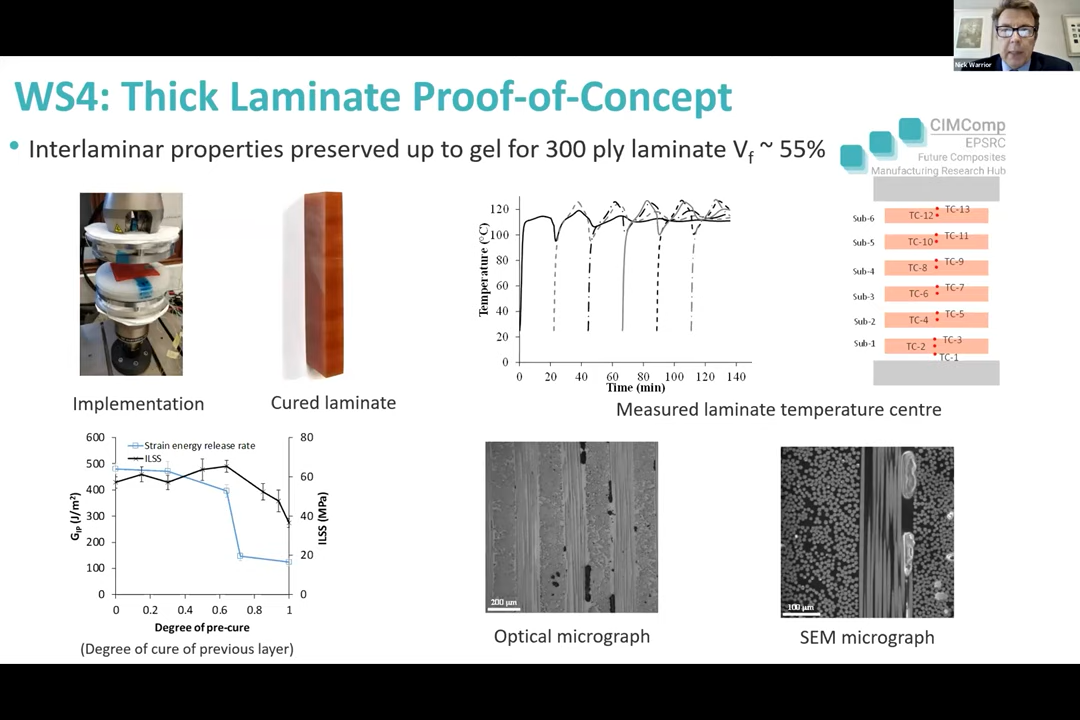 Nick Warrior
WS4: Thick Laminate Proof-of-Concept
• Interlaminar properties preserved up to gel for 300 ply laminate Vf ~ 55%
CIMComp
EPSRC
Future Composites
Manufacturing Research Hub
Implementation
Cured laminate
Temperature (°C)
120
100
80
60
40
20
0
0 20 40 60 80 100 120 140
Time (min)
Measured laminate temperature centre
Sub-6
TC-12
TC-13
Sub-5
TC-10
TC-11
Sub-4
TC-8
TC-9
Sub-3
TC-6
TC-7
Sub-2
TC-4
TC-5
Sub-1
TC-2
TC-3
TC-1
Strain energy release rate
ILSS
GIP (J/m²)
600
500
400
300
200
100
0
80
60
40
20
0
ILSS (MPa)
0 0.2 0.4 0.6 0.8 1
Degree of pre-cure
(Degree of cure of previous layer)
200 µm
Optical micrograph
100 µm
SEM micrograph